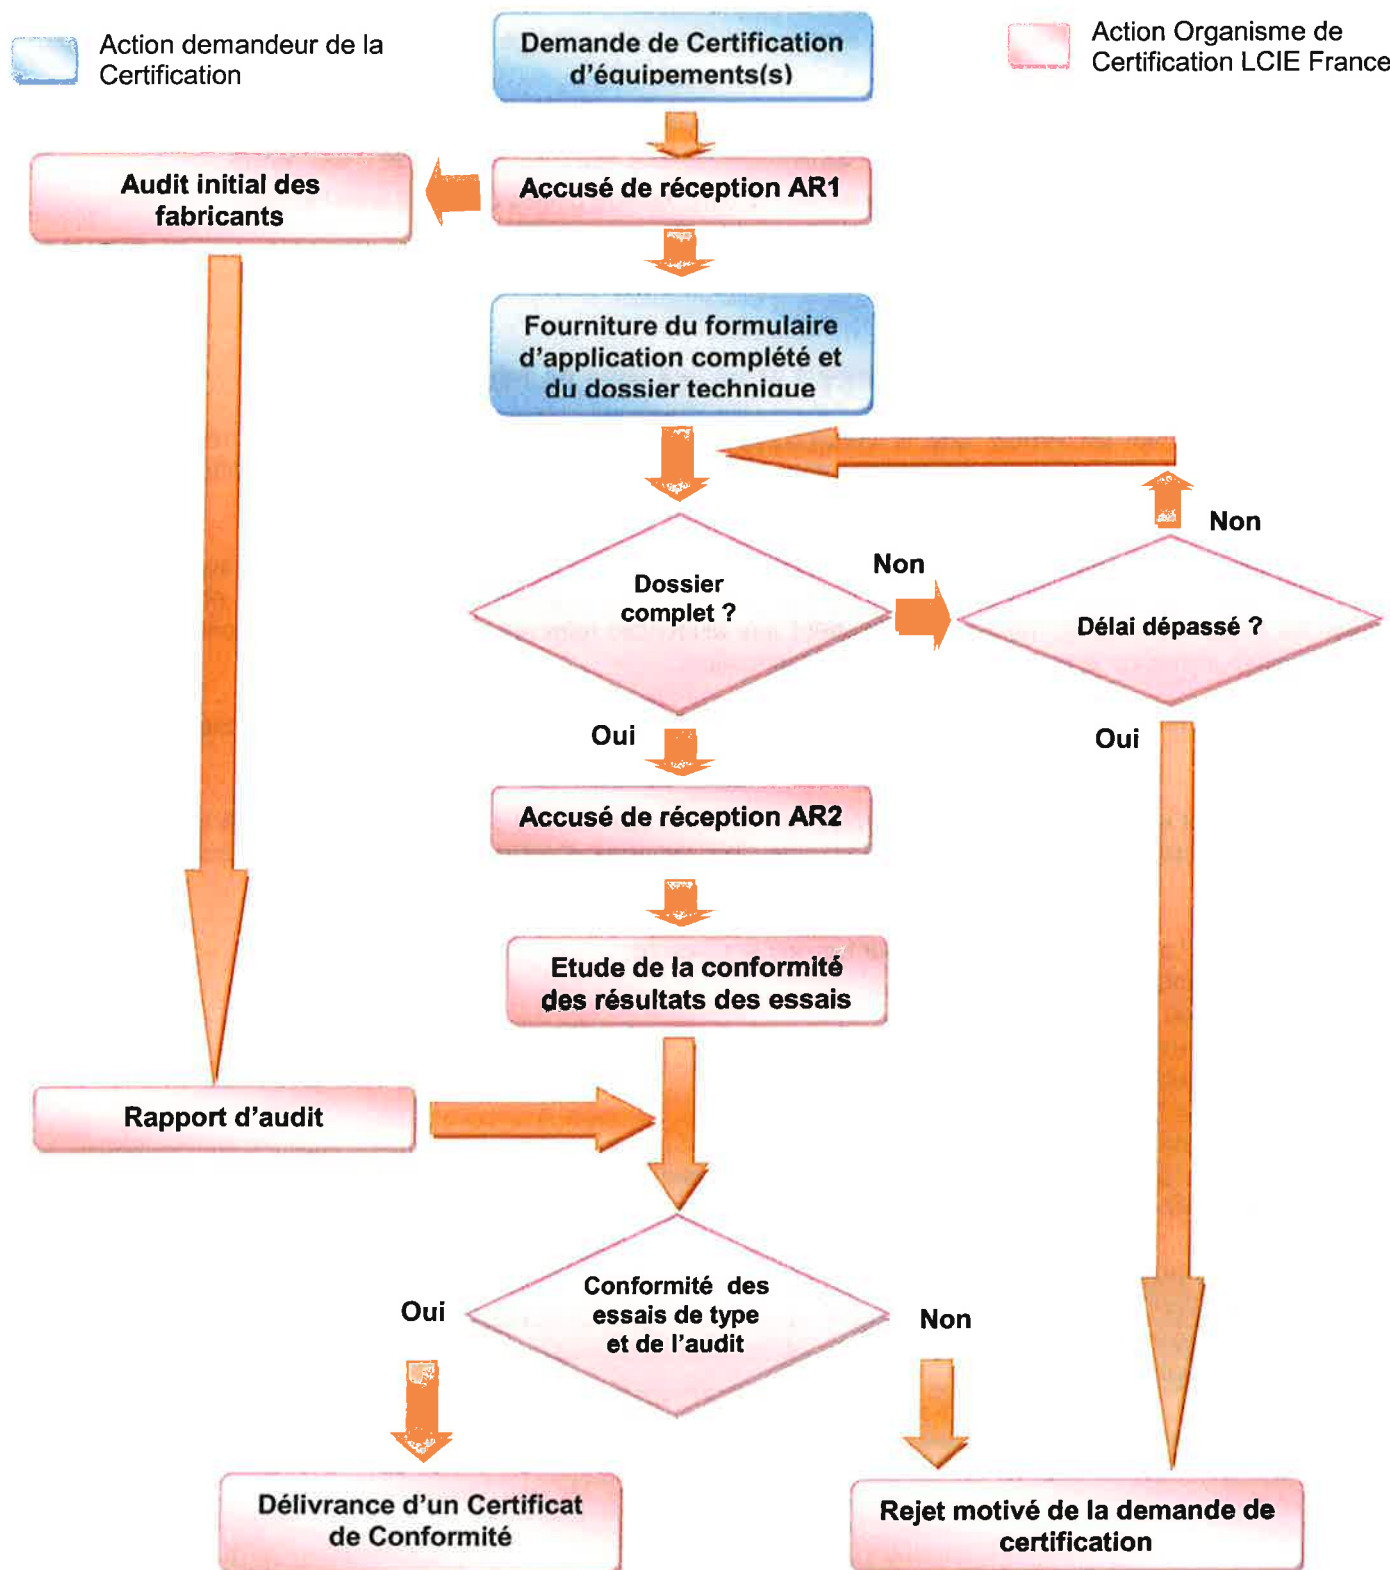 Action demandeur de la
Certification
Demande de Certification
d'équipements(s)
Action Organisme de
Certification LCIE France
Audit initial des
fabricants
Accusé de réception AR1
Fourniture du formulaire
d'application complété et
du dossier technique
Non
Dossier
complet ?
Non
Délai dépassé ?
Oui
Oui
Accusé de réception AR2
Etude de la conformité
des résultats des essais
Rapport d'audit
Conformité des
essais de type
et de l'audit
Oui
Non
Délivrance d'un Certificat
de Conformité
Rejet motivé de la demande de
certification